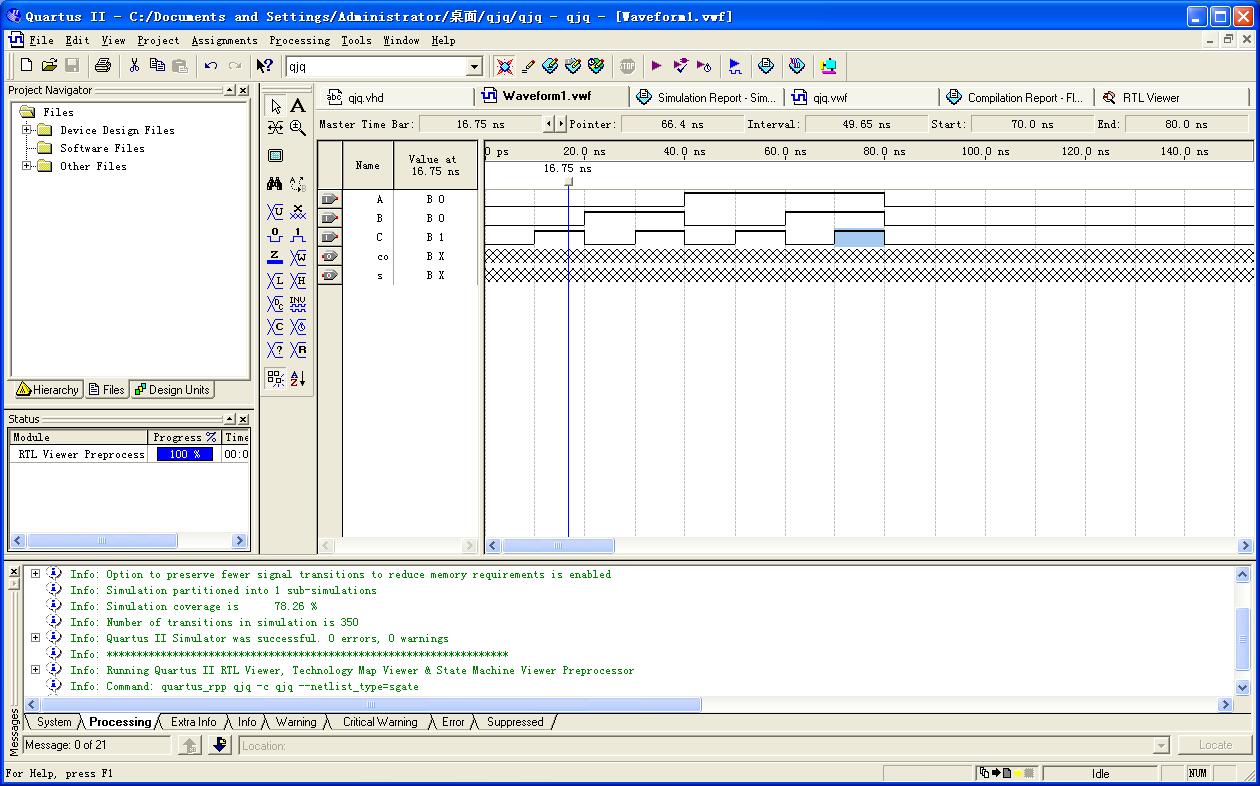 Quartus II - C:/Documents and Settings/Administrator/桌面/qjq/qjq - qjq - [Waveform1.vwf]
File Edit View Project Assignments Processing Tools Window Help
qjq
STOP
Project Navigator
Files
Device Design Files
Software Files
Other Files
Hierarchy Files Design Units
Status
Module Progress % Time
RTL Viewer Preprocess 100 % 00:0
abc qjq.vhd Waveform1.vwf Simulation Report - Sim... qjq.vwf Compilation Report - Fl... RTL Viewer
Master Time Bar: 16.75 ns Pointer: 66.4 ns Interval: 49.65 ns Start: 70.0 ns End: 80.0 ns
Name Value at 16.75 ns
0 ps 20.0 ns 40.0 ns 60.0 ns 80.0 ns 100.0 ns 120.0 ns 140.0 ns
16.75 ns
A B 0
B B 0
C B 1
co B X
s B X
Info: Option to preserve fewer signal transitions to reduce memory requirements is enabled
Info: Simulation partitioned into 1 sub-simulations
Info: Simulation coverage is 78.26 %
Info: Number of transitions in simulation is 350
Info: Quartus II Simulator was successful. 0 errors, 0 warnings
Info: *******************************************************************
Info: Running Quartus II RTL Viewer, Technology Map Viewer & State Machine Viewer Preprocessor
Info: Command: quartus_rpp qjq -c qjq --netlist_type=sgate
System Processing Extra Info Info Warning Critical Warning Error Suppressed
Messages
Message: 0 of 21 Location: Locate
For Help, press F1 Idle NUM